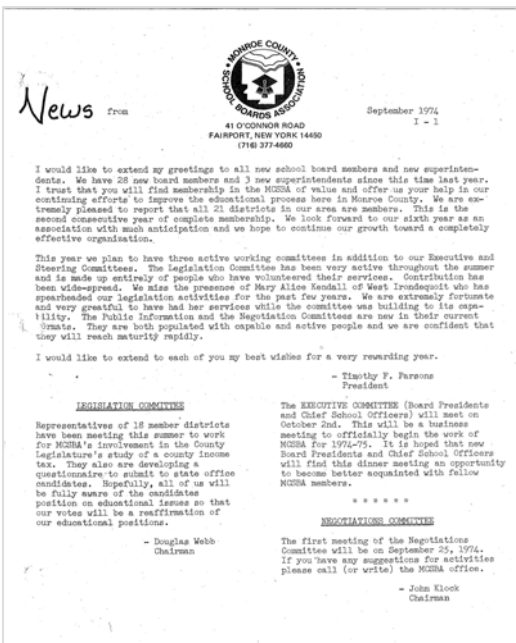 MONROE COUNTY
SCHOOL BOARDS ASSOCIATION
News from
41 O'CONNOR ROAD
FAIRPORT, NEW YORK 14450
(716) 377-4660
September 1974
I - 1
I would like to extend my greetings to all new school board members and new superinten-
dents. We have 28 new board members and 3 new superintendents since this time last year.
I trust that you will find membership in the MCSBA of value and offer us your help in our
continuing efforts to improve the educational process here in Monroe County. We are ex-
tremely pleased to report that all 21 districts in our area are members. This is the
second consecutive year of complete membership. We look forward to our sixth year as an
association with much anticipation and we hope to continue our growth toward a completely
effective organization.
This year we plan to have three active working committees in addition to our Executive and
Steering Committees. The Legislation Committee has been very active throughout the summer
and is made up entirely of people who have volunteered their services. Contribution has
been wide-spread. We miss the presence of Mary Alice Kendall of West Irondequoit who has
spearheaded our legislation activities for the past few years. We are extremely fortunate
and very greatful to have had her services while the committee was building to its capa-
bility. The Public Information and the Negotiation Committees are new in their current
formats. They are both populated with capable and active people and we are confident that
they will reach maturity rapidly.
I would like to extend to each of you my best wishes for a very rewarding year.
- Timothy F. Parsons
President
LEGISLATION COMMITTEE
Representatives of 18 member districts
have been meeting this summer to work
for MCSBA's involvement in the County
Legislature's study of a county income
tax. They also are developing a
questionnaire to submit to state office
candidates. Hopefully, all of us will
be fully aware of the candidates
position on educational issues so that
our votes will be a reaffirmation of
our educational positions.
- Douglas Webb
Chairman
The EXECUTIVE COMMITTEE (Board Presidents
and Chief School Officers) will meet on
October 2nd. This will be a business
meeting to officially begin the work of
MCSBA for 1974-75. It is hoped that new
Board Presidents and Chief School Officers
will find this dinner meeting an opportunity
to become better acquainted with fellow
MCSBA members.
* * * * * *
NEGOTIATIONS COMMITTEE
The first meeting of the Negotiations
Committee will be on September 25, 1974.
If you have any suggestions for activities
please call (or write) the MCSBA office.
- John Klock
Chairman